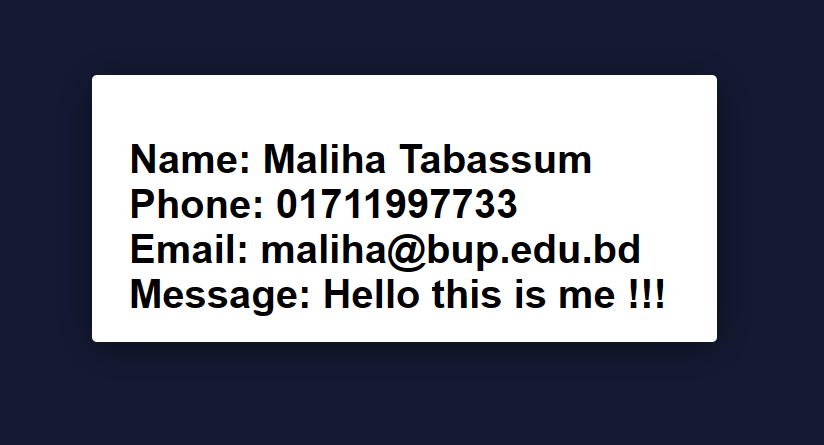 Name: Maliha Tabassum
Phone: 01711997733
Email: maliha@bup.edu.bd
Message: Hello this is me !!!